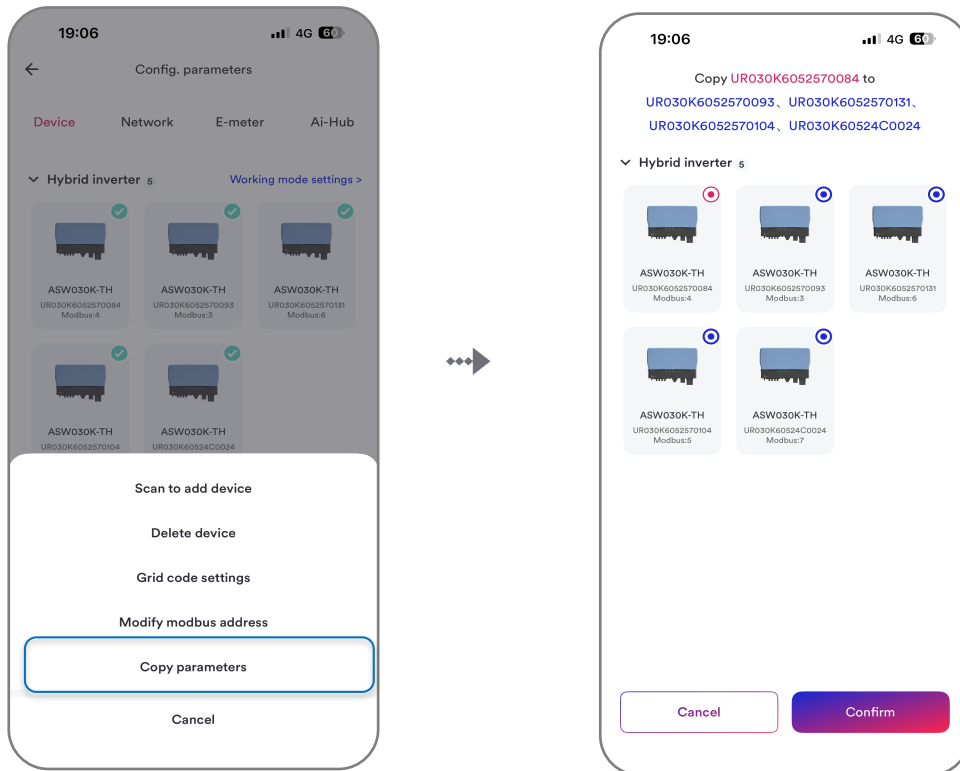 19:06
4G 60
Config. parameters
Device Network E-meter Ai-Hub
Hybrid inverter 5 Working mode settings >
ASW030K-TH ASW030K-TH ASW030K-TH
UR030K6052570084 UR030K6052570093 UR030K6052570131
Modbus:4 Modbus:3 Modbus:6
ASW030K-TH ASW030K-TH
UR030K6052570104 UR030K60524C0024
Scan to add device
Delete device
Grid code settings
Modify modbus address
Copy parameters
Cancel
19:06
4G 60
Copy UR030K6052570084 to
UR030K6052570093、UR030K6052570131、
UR030K6052570104、UR030K60524C0024
Hybrid inverter 5
ASW030K-TH ASW030K-TH ASW030K-TH
UR030K6052570084 UR030K6052570093 UR030K6052570131
Modbus:4 Modbus:3 Modbus:6
ASW030K-TH ASW030K-TH
UR030K6052570104 UR030K60524C0024
Modbus:5 Modbus:7
Cancel Confirm